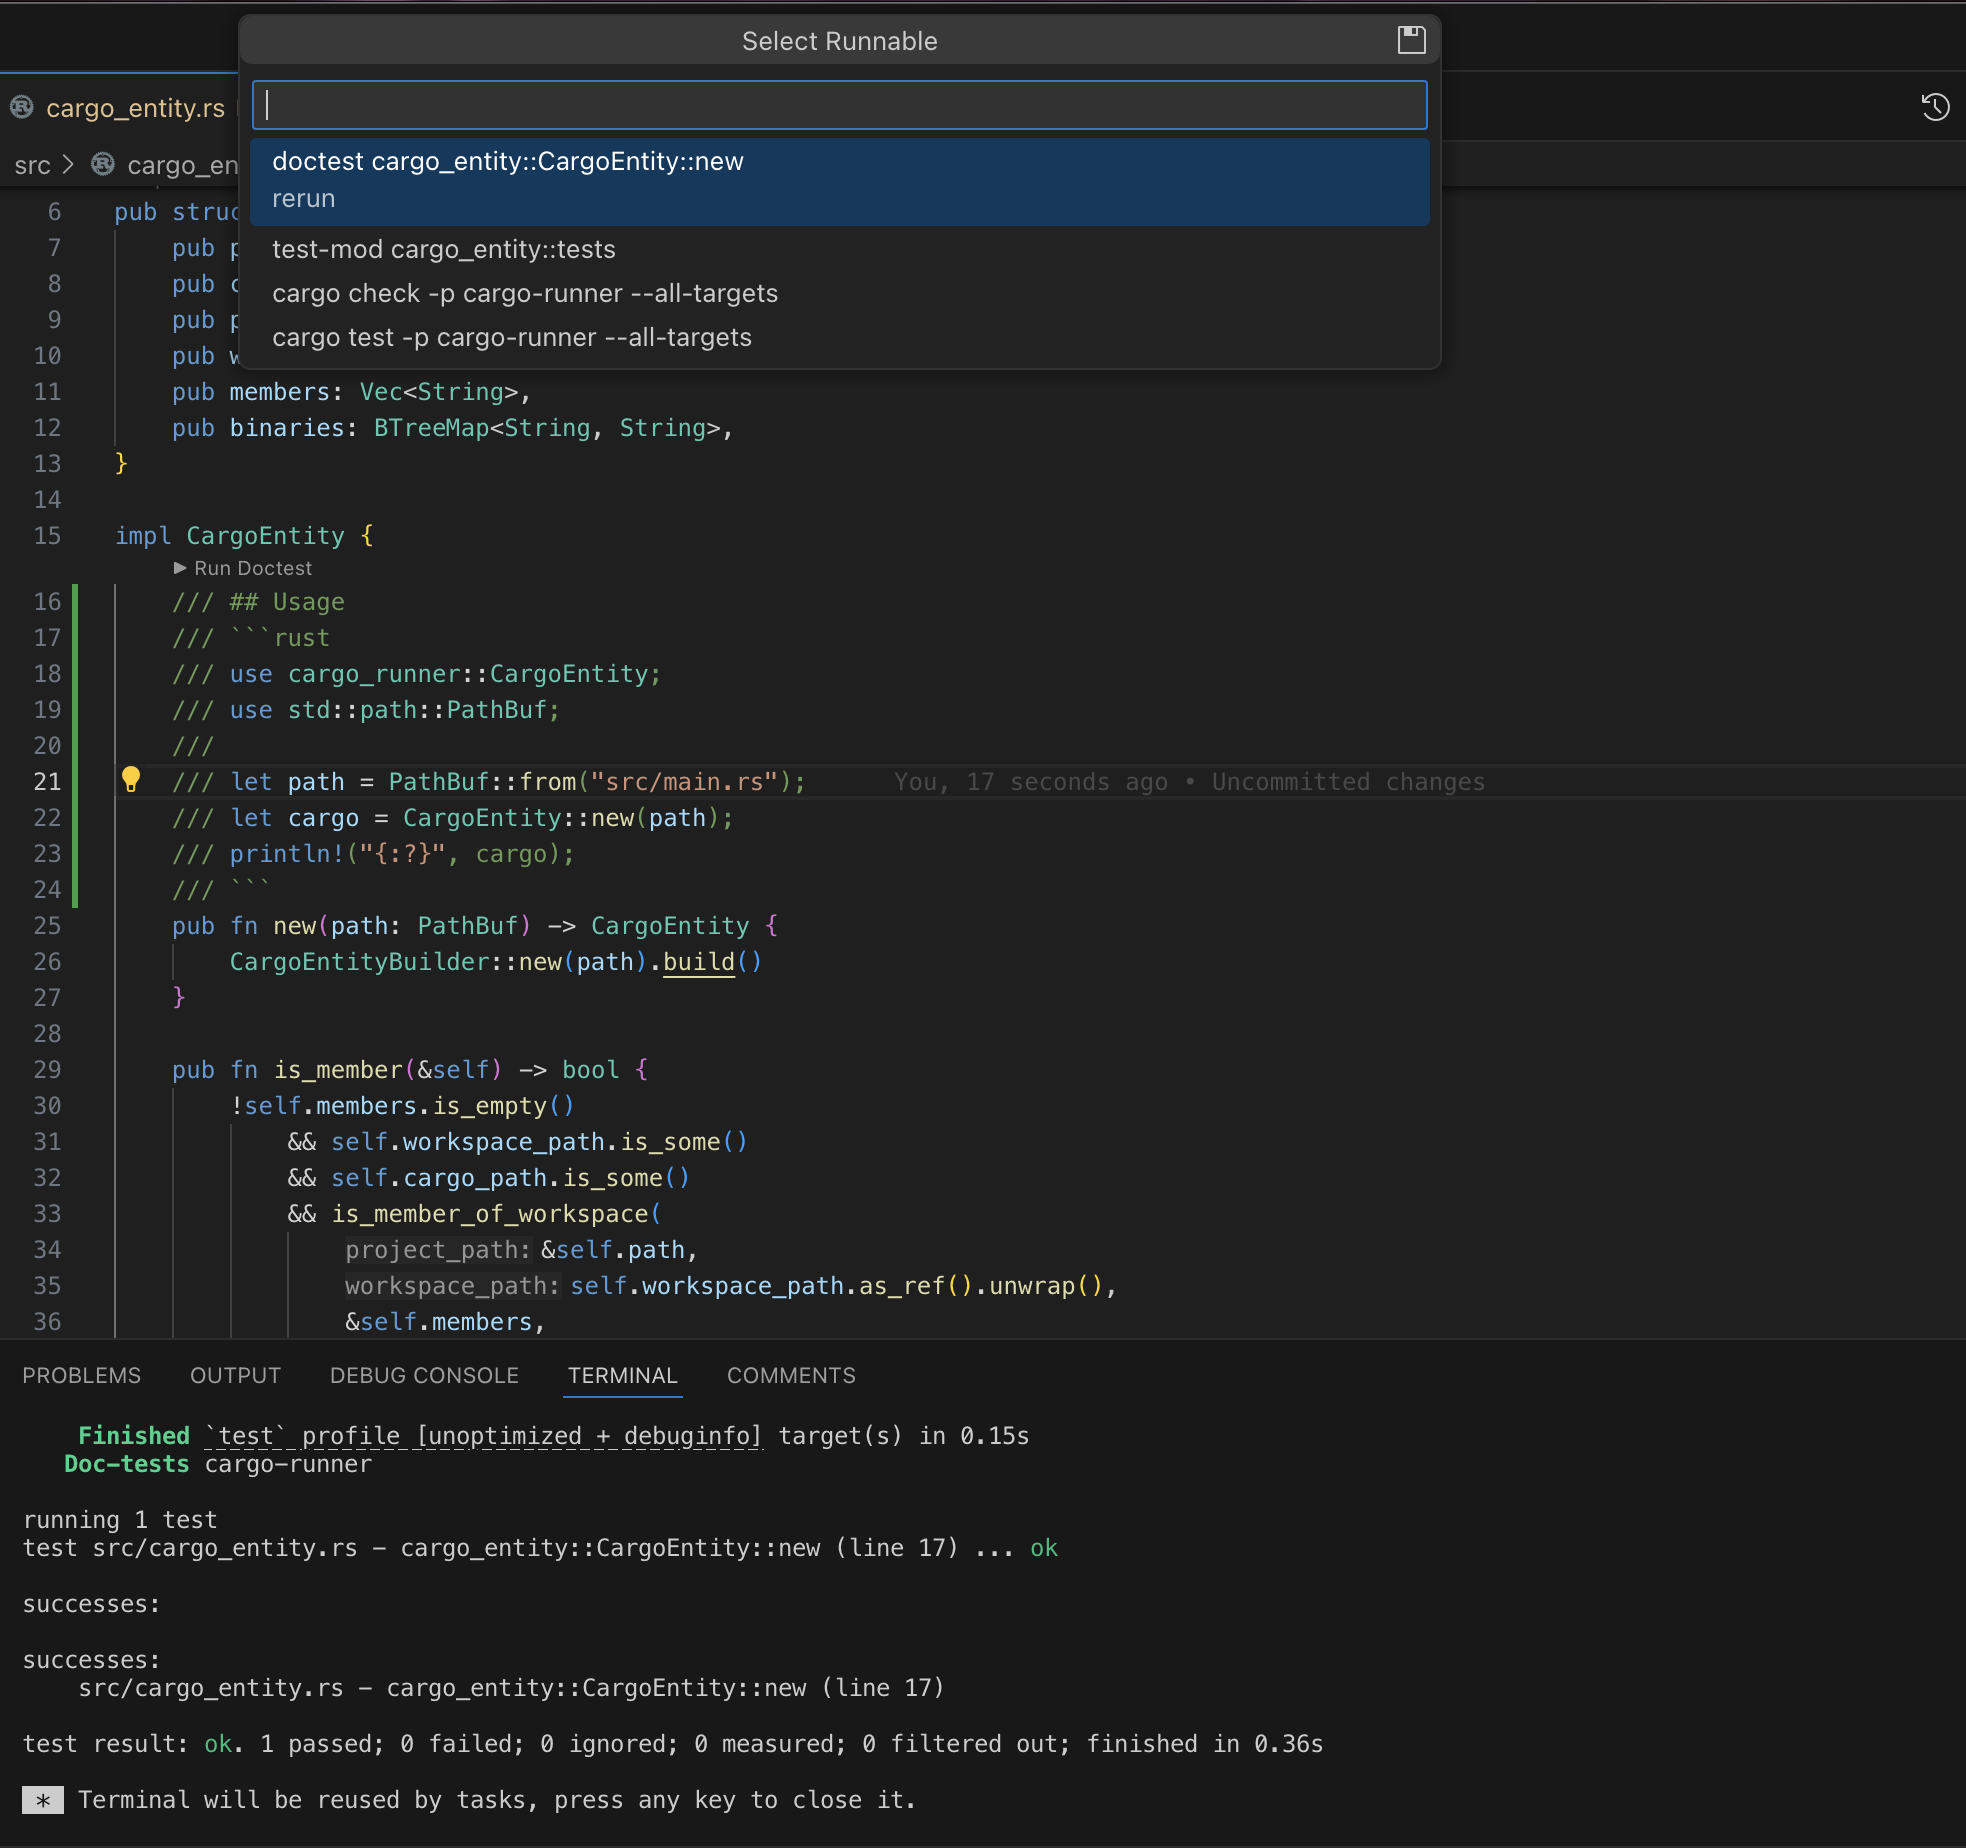 Select Runnable
cargo_entity.rs
doctest cargo_entity::CargoEntity::new
rerun
test-mod cargo_entity::tests
cargo check -p cargo-runner --all-targets
cargo test -p cargo-runner --all-targets
src > cargo_en
6 pub struc
7 pub p
8 pub c
9 pub p
10 pub w
11 pub members: Vec<String>,
12 pub binaries: BTreeMap<String, String>,
13 }
14
15 impl CargoEntity {
▶ Run Doctest
16 /// ## Usage
17 /// ```rust
18 /// use cargo_runner::CargoEntity;
19 /// use std::path::PathBuf;
20 ///
21 /// let path = PathBuf::from("src/main.rs"); You, 17 seconds ago • Uncommitted changes
22 /// let cargo = CargoEntity::new(path);
23 /// println!("{:?}", cargo);
24 /// ```
25 pub fn new(path: PathBuf) -> CargoEntity {
26 CargoEntityBuilder::new(path).build()
27 }
28
29 pub fn is_member(&self) -> bool {
30 !self.members.is_empty()
31 && self.workspace_path.is_some()
32 && self.cargo_path.is_some()
33 && is_member_of_workspace(
34 project_path: &self.path,
35 workspace_path: self.workspace_path.as_ref().unwrap(),
36 &self.members,
PROBLEMS OUTPUT DEBUG CONSOLE TERMINAL COMMENTS
Finished `test` profile [unoptimized + debuginfo] target(s) in 0.15s
Doc-tests cargo-runner
running 1 test
test src/cargo_entity.rs - cargo_entity::CargoEntity::new (line 17) ... ok
successes:
successes:
src/cargo_entity.rs - cargo_entity::CargoEntity::new (line 17)
test result: ok. 1 passed; 0 failed; 0 ignored; 0 measured; 0 filtered out; finished in 0.36s
* Terminal will be reused by tasks, press any key to close it.